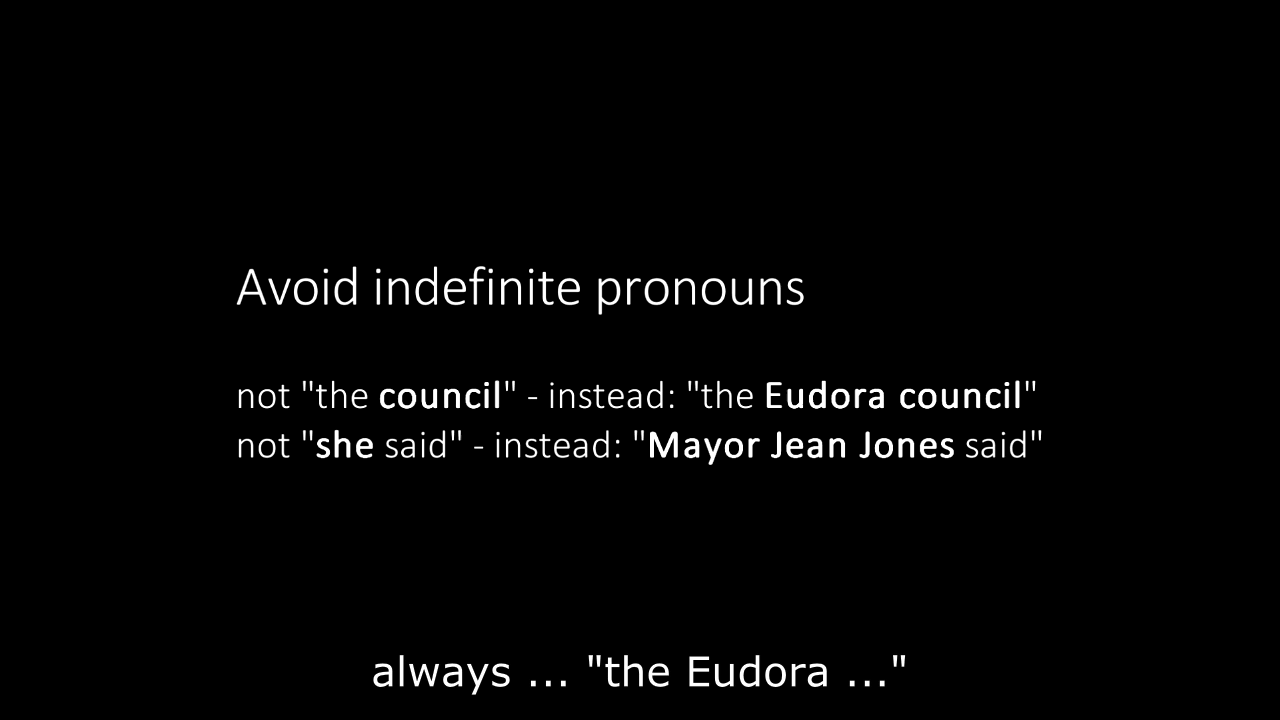 Avoid indefinite pronouns
not "the council" - instead: "the Eudora council"
not "she said" - instead: "Mayor Jean Jones said"
always ... "the Eudora ..."